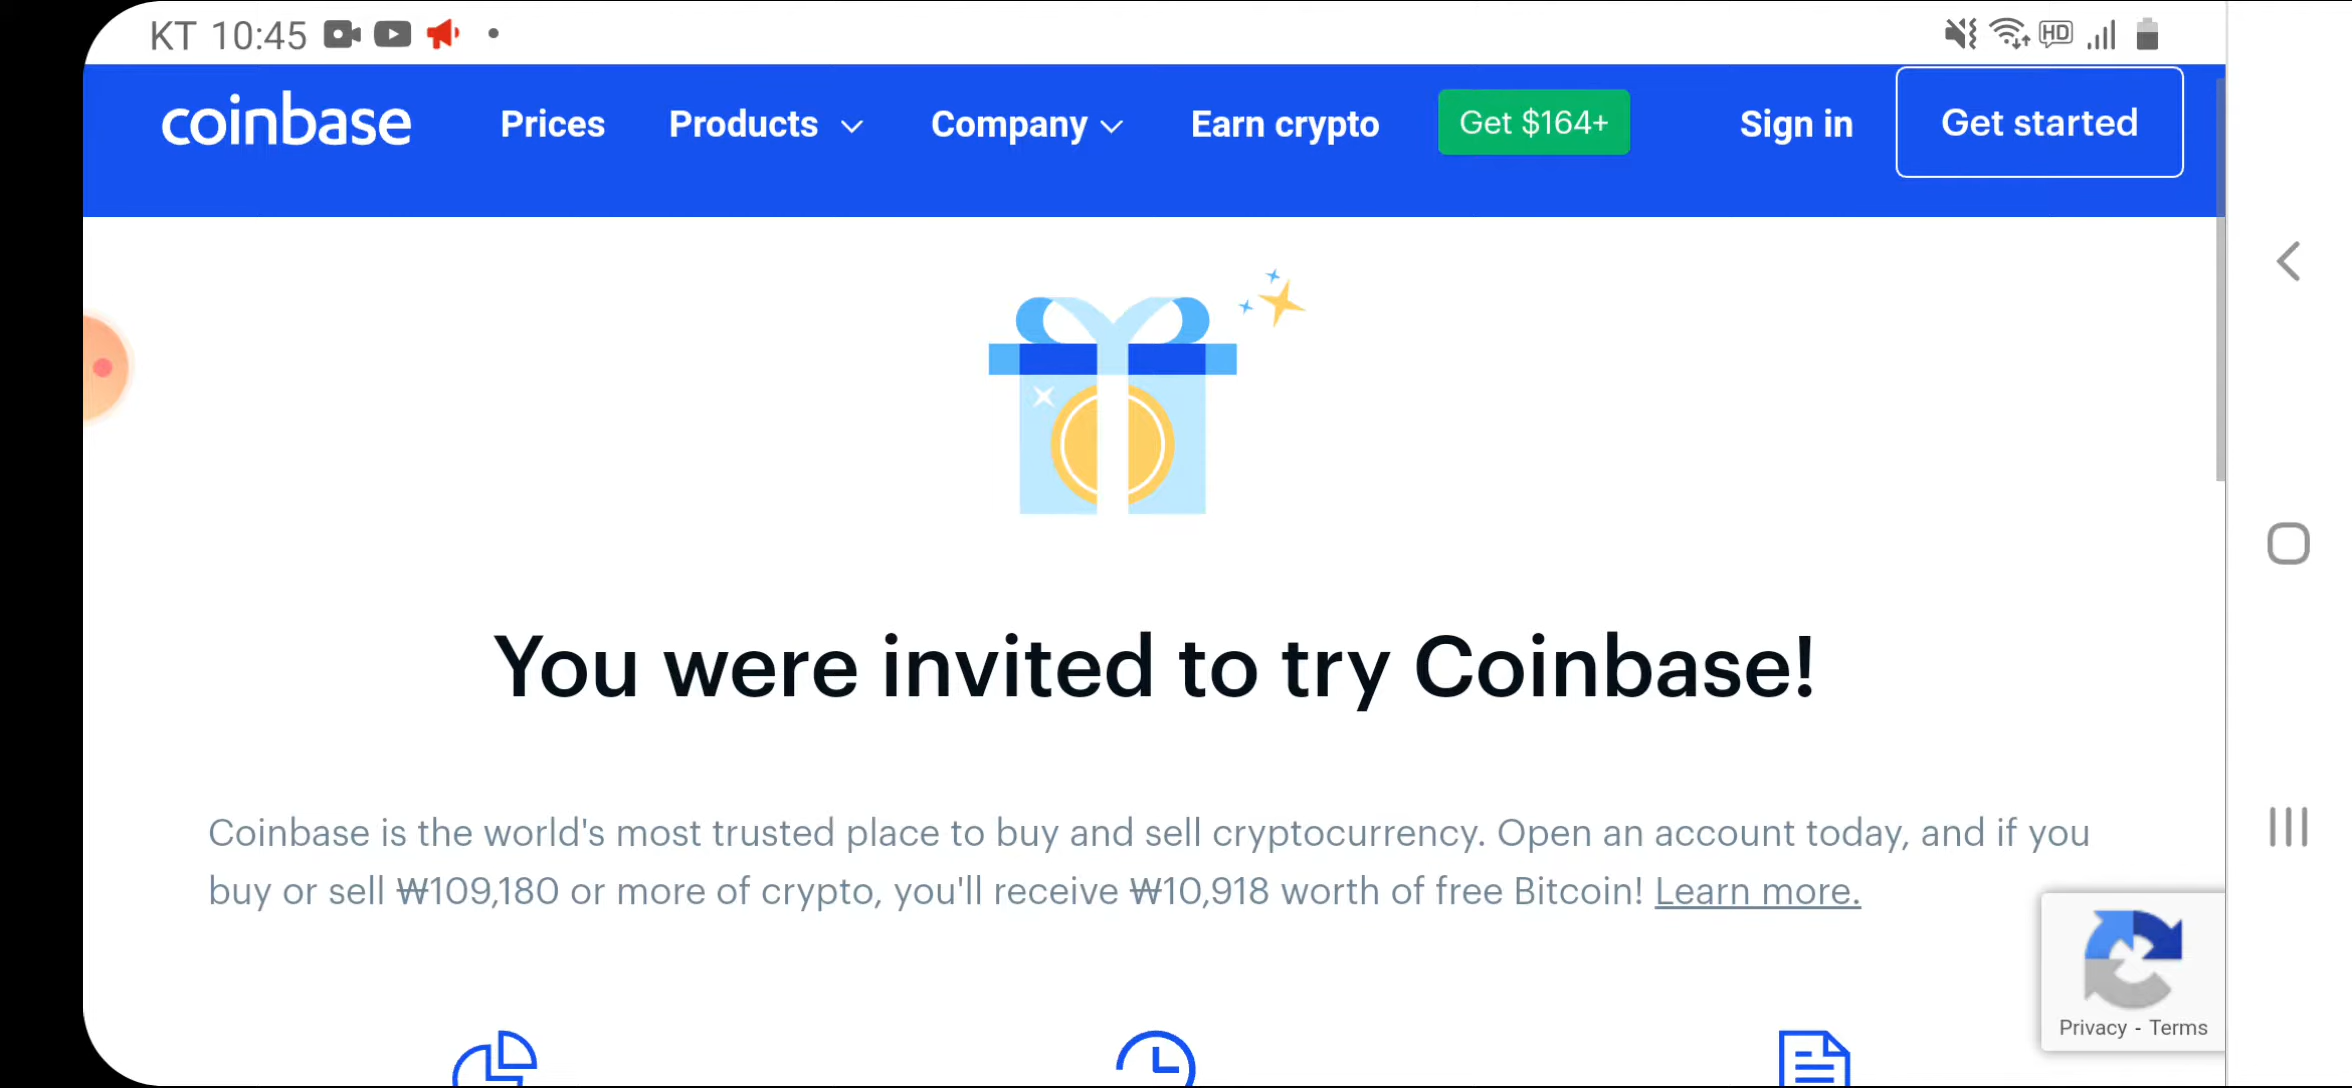 KT 10:45
HD
coinbase Prices Products Company Earn crypto Get $164+ Sign in Get started
You were invited to try Coinbase!
Coinbase is the world's most trusted place to buy and sell cryptocurrency. Open an account today, and if you
buy or sell ₩109,180 or more of crypto, you'll receive ₩10,918 worth of free Bitcoin! Learn more.
Privacy - Terms